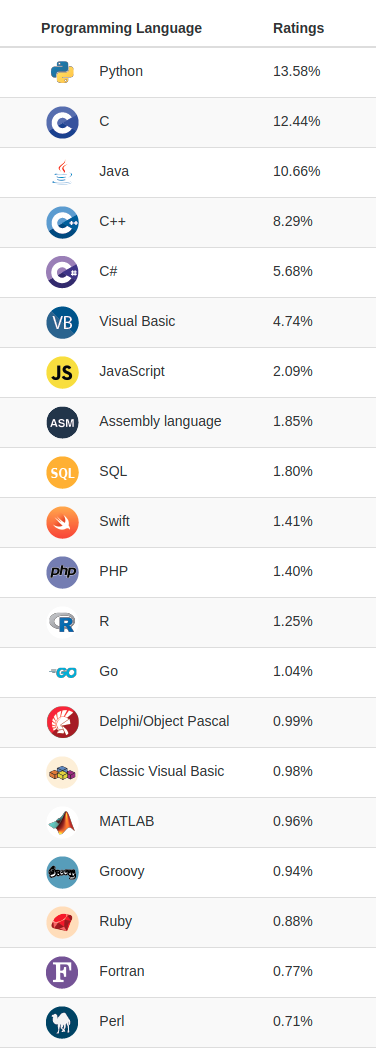 Programming Language Ratings
Python 13.58%
C C 12.44%
Java 10.66%
C++ C++ 8.29%
C# C# 5.68%
VB Visual Basic 4.74%
JS JavaScript 2.09%
ASM Assembly language 1.85%
SQL SQL 1.80%
Swift 1.41%
php PHP 1.40%
R R 1.25%
GO Go 1.04%
Delphi/Object Pascal 0.99%
Classic Visual Basic 0.98%
MATLAB 0.96%
Groovy Groovy 0.94%
Ruby 0.88%
F Fortran 0.77%
Perl 0.71%